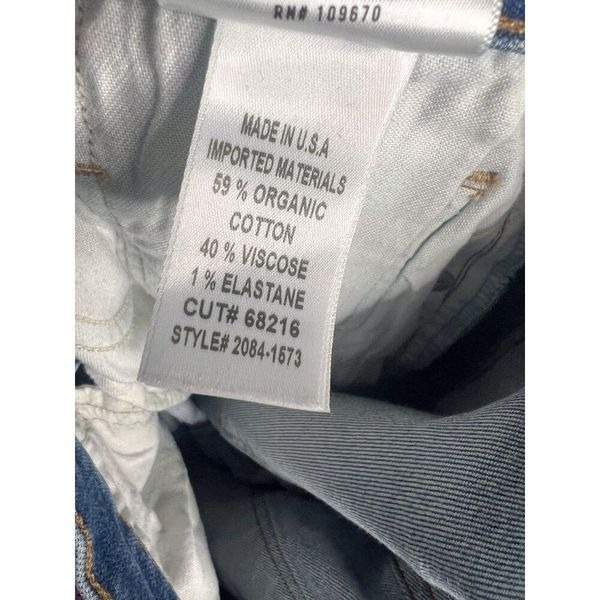 RN# 109670
MADE IN U.S.A
IMPORTED MATERIALS
59 % ORGANIC
COTTON
40 % VISCOSE
1 % ELASTANE
CUT# 68216
STYLE# 2084-1573